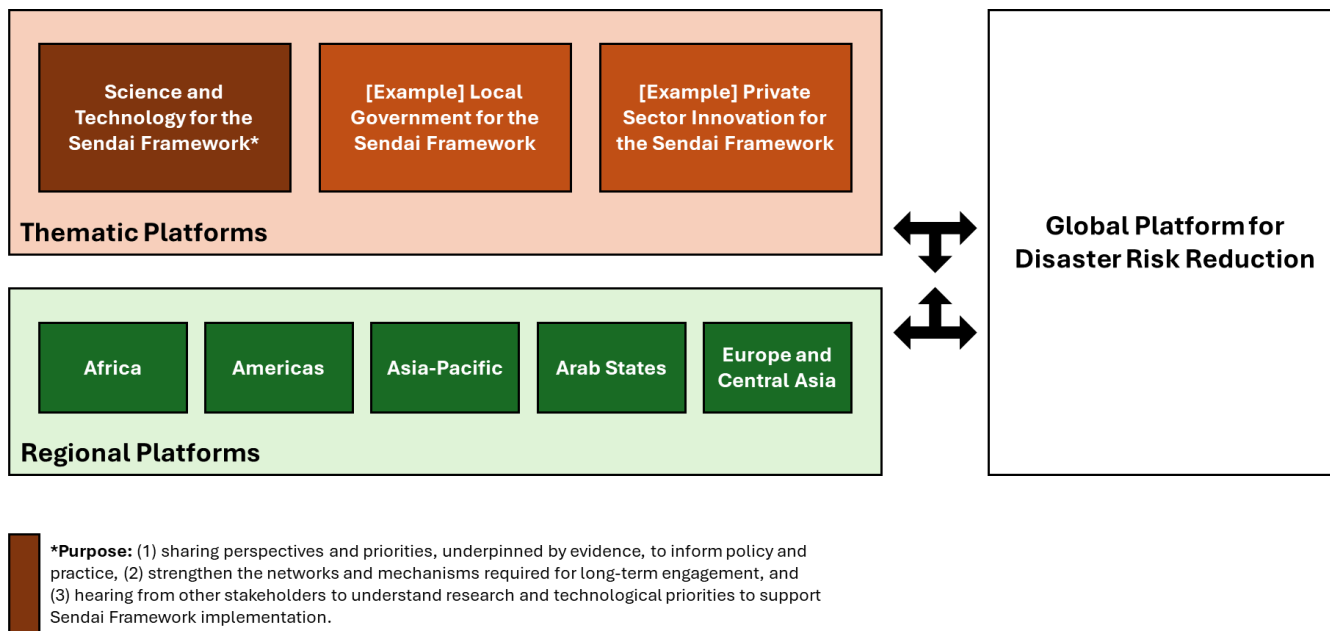 Science and
Technology for the
Sendai Framework*
[Example] Local
Government for the
Sendai Framework
[Example] Private
Sector Innovation for
the Sendai Framework
Thematic Platforms
Global Platform for
Disaster Risk Reduction
Africa
Americas
Asia-Pacific
Arab States
Europe and
Central Asia
Regional Platforms
*Purpose: (1) sharing perspectives and priorities, underpinned by evidence, to inform policy and
practice, (2) strengthen the networks and mechanisms required for long-term engagement, and
(3) hearing from other stakeholders to understand research and technological priorities to support
Sendai Framework implementation.